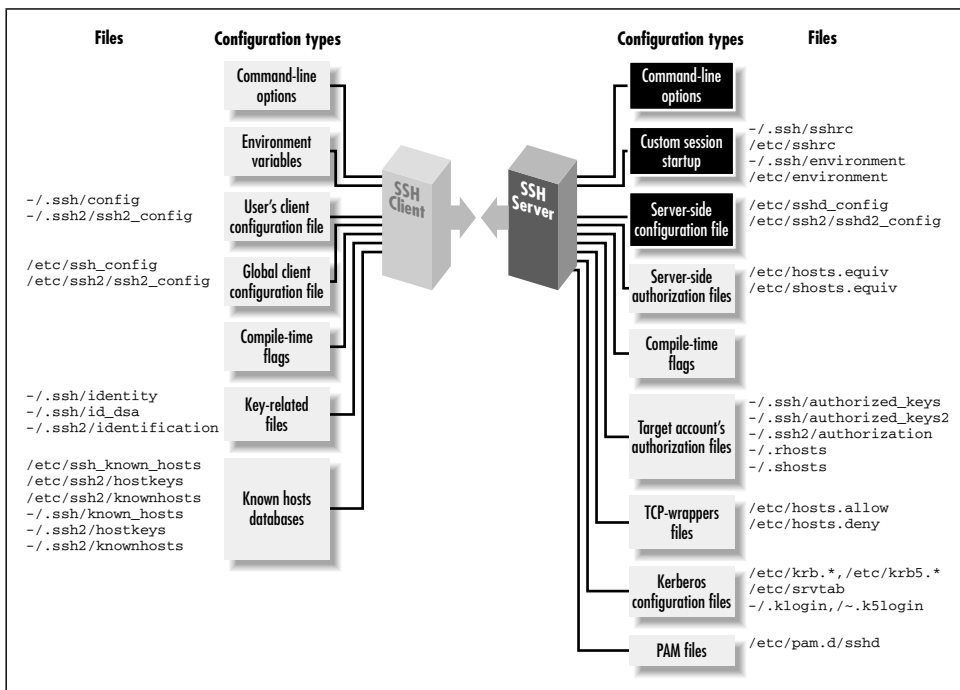 Files
Configuration types
Command-line
options
Environment
variables
-/.ssh/config
-/.ssh2/ssh2_config
User's client
configuration file
/etc/ssh_config
/etc/ssh2/ssh2_config
Global client
configuration file
Compile-time
flags
-/.ssh/identity
-/.ssh/id_dsa
-/.ssh2/identification
Key-related
files
/etc/ssh_known_hosts
/etc/ssh2/hostkeys
/etc/ssh2/knownhosts
-/.ssh/known_hosts
-/.ssh2/hostkeys
-/.ssh2/knownhosts
Known hosts
databases
SSH
Client
SSH
Server
Configuration types
Files
Command-line
options
Custom session
startup
-/.ssh/sshrc
/etc/sshrc
-/.ssh/environment
/etc/environment
Server-side
configuration file
/etc/sshd_config
/etc/ssh2/sshd2_config
Server-side
authorization files
/etc/hosts.equiv
/etc/shosts.equiv
Compile-time
flags
Target account's
authorization files
-/.ssh/authorized_keys
-/.ssh/authorized_keys2
-/.ssh2/authorization
-/.rhosts
-/.shosts
TCP-wrappers
files
/etc/hosts.allow
/etc/hosts.deny
Kerberos
configuration files
/etc/krb.*,/etc/krb5.*
/etc/srvtab
-/.klogin,/~.k5login
PAM files
/etc/pam.d/sshd